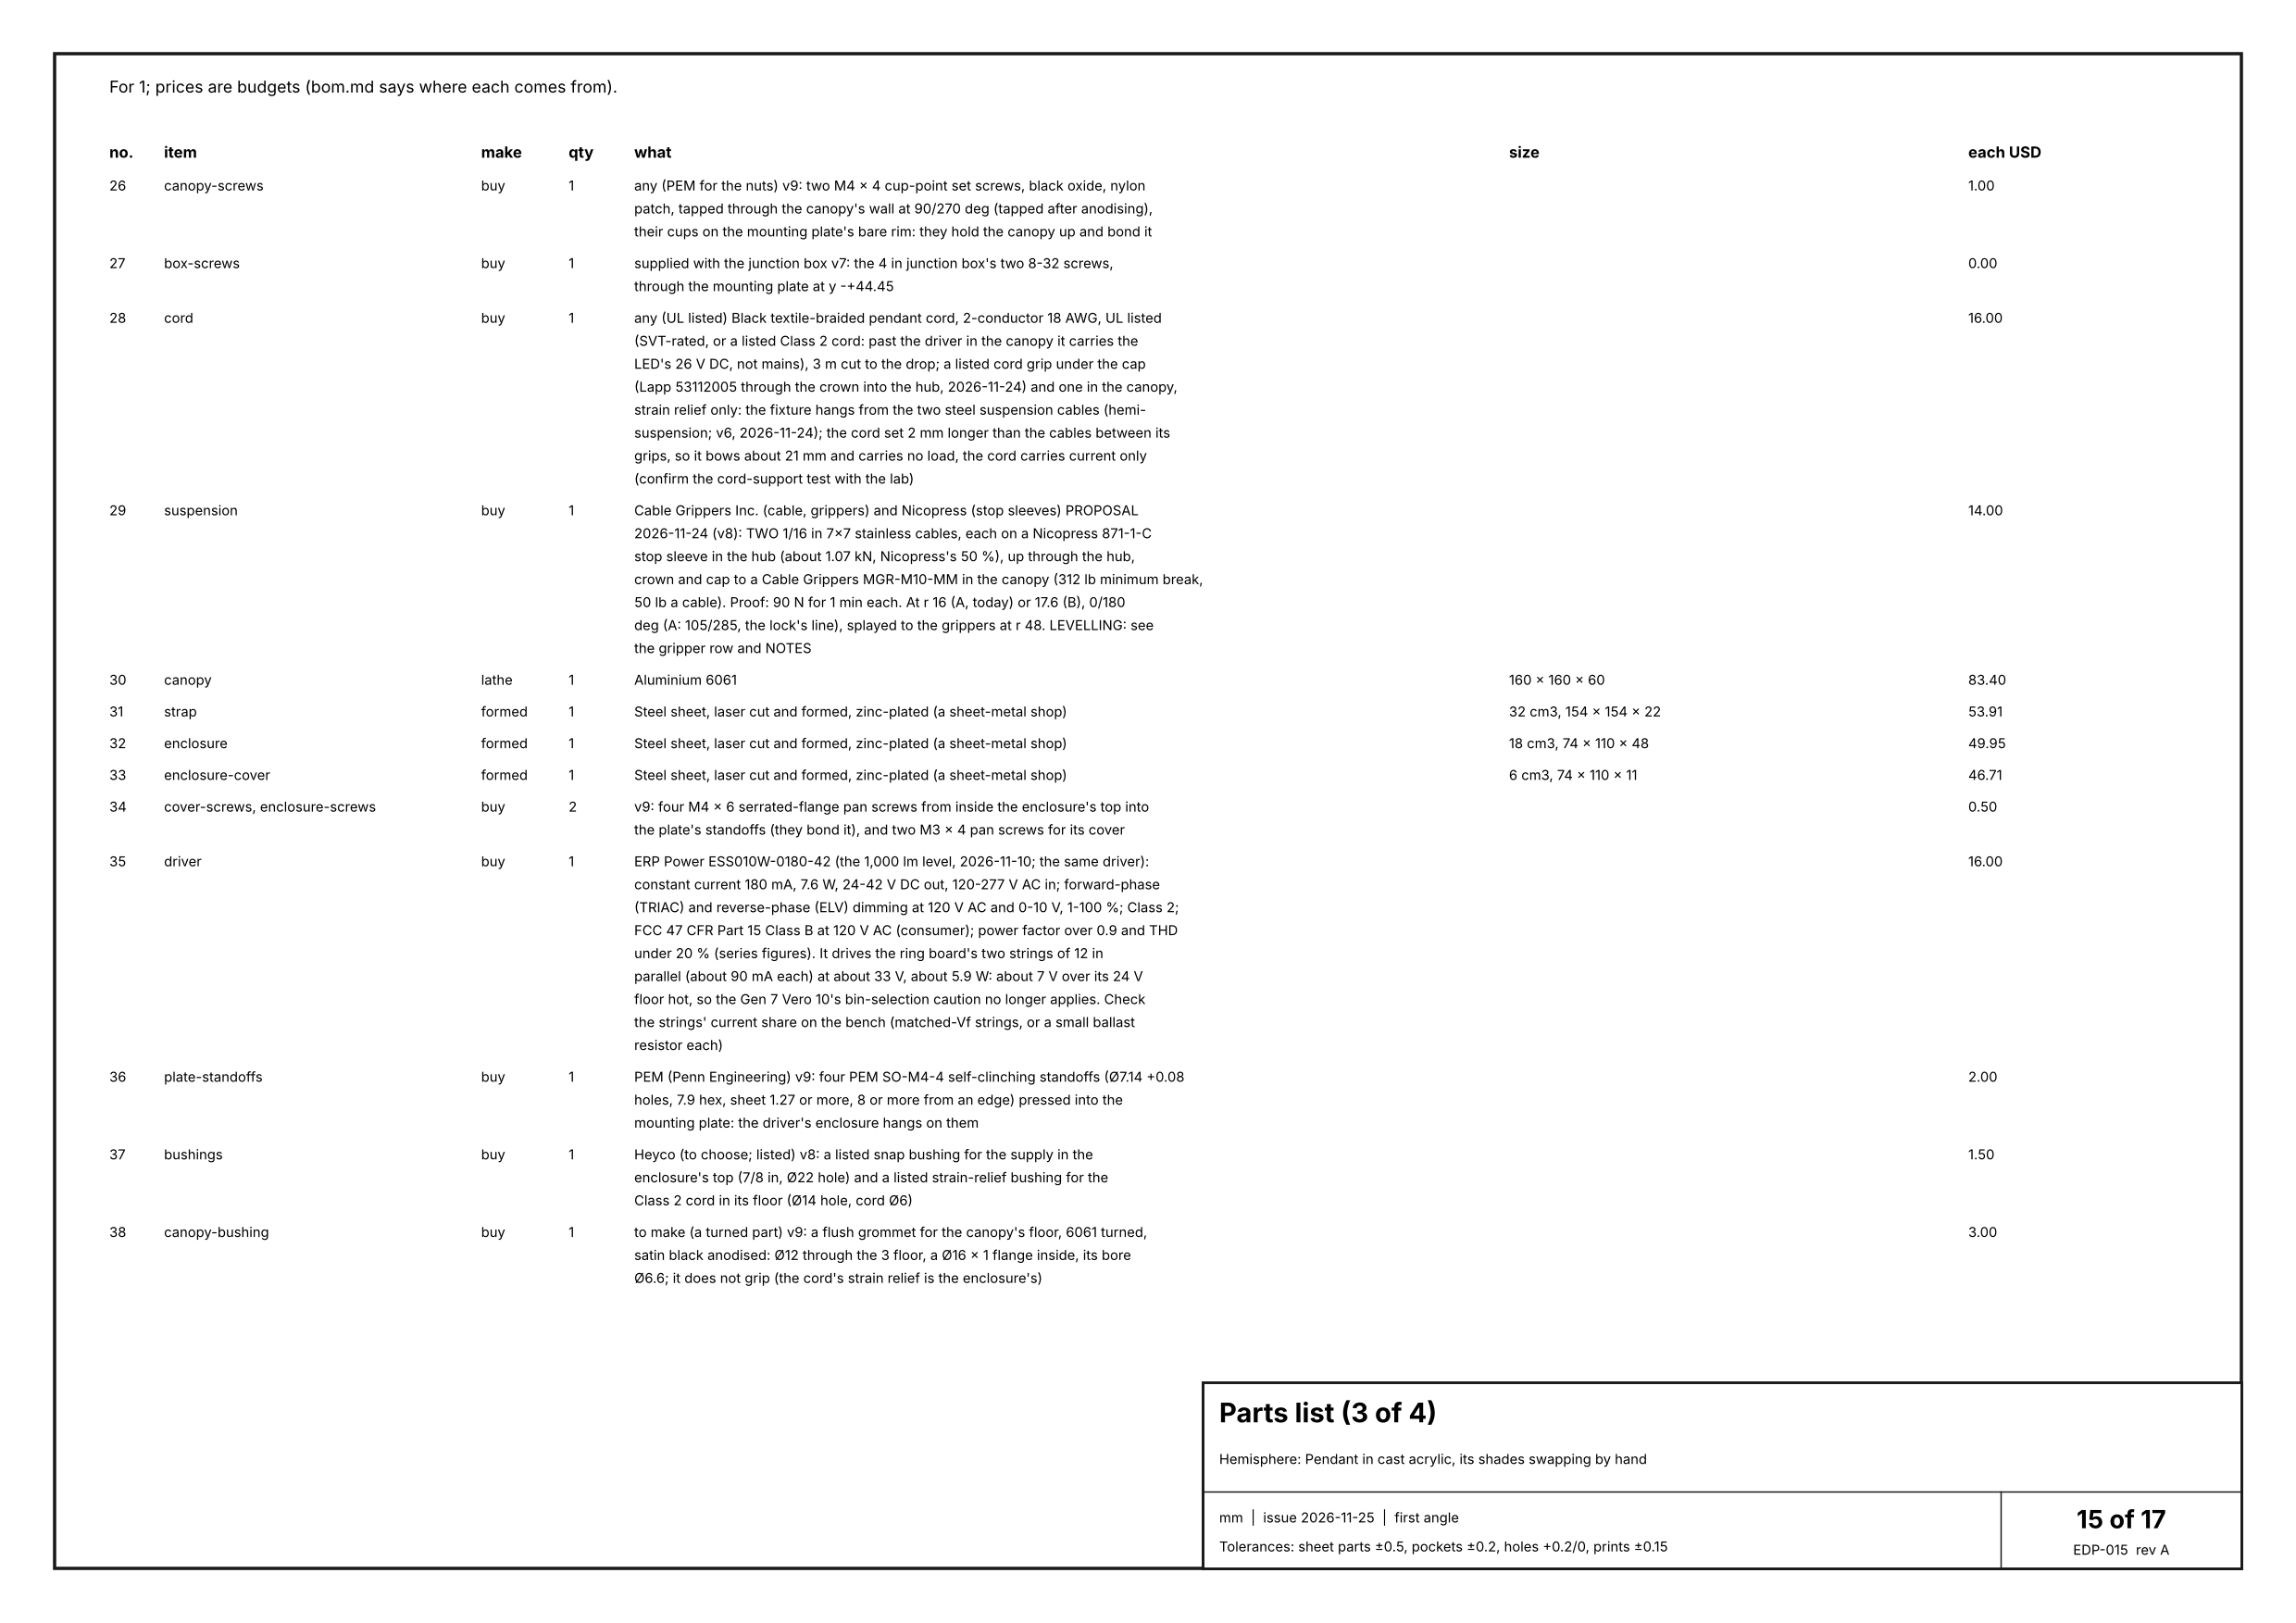 For 1; prices are budgets (bom.md says where each comes from).
no. item make qty what size each USD
26 canopy-screws buy 1 any (PEM for the nuts) v9: two M4 × 4 cup-point set screws, black oxide, nylon 1.00
patch, tapped through the canopy's wall at 90/270 deg (tapped after anodising),
their cups on the mounting plate's bare rim: they hold the canopy up and bond it
27 box-screws buy 1 supplied with the junction box v7: the 4 in junction box's two 8-32 screws, 0.00
through the mounting plate at y -+44.45
28 cord buy 1 any (UL listed) Black textile-braided pendant cord, 2-conductor 18 AWG, UL listed 16.00
(SVT-rated, or a listed Class 2 cord: past the driver in the canopy it carries the
LED's 26 V DC, not mains), 3 m cut to the drop; a listed cord grip under the cap
(Lapp 53112005 through the crown into the hub, 2026-11-24) and one in the canopy,
strain relief only: the fixture hangs from the two steel suspension cables (hemi-
suspension; v6, 2026-11-24); the cord set 2 mm longer than the cables between its
grips, so it bows about 21 mm and carries no load, the cord carries current only
(confirm the cord-support test with the lab)
29 suspension buy 1 Cable Grippers Inc. (cable, grippers) and Nicopress (stop sleeves) PROPOSAL 14.00
2026-11-24 (v8): TWO 1/16 in 7×7 stainless cables, each on a Nicopress 871-1-C
stop sleeve in the hub (about 1.07 kN, Nicopress's 50 %), up through the hub,
crown and cap to a Cable Grippers MGR-M10-MM in the canopy (312 lb minimum break,
50 lb a cable). Proof: 90 N for 1 min each. At r 16 (A, today) or 17.6 (B), 0/180
deg (A: 105/285, the lock's line), splayed to the grippers at r 48. LEVELLING: see
the gripper row and NOTES
30 canopy lathe 1 Aluminium 6061 160 × 160 × 60 83.40
31 strap formed 1 Steel sheet, laser cut and formed, zinc-plated (a sheet-metal shop) 32 cm3, 154 × 154 × 22 53.91
32 enclosure formed 1 Steel sheet, laser cut and formed, zinc-plated (a sheet-metal shop) 18 cm3, 74 × 110 × 48 49.95
33 enclosure-cover formed 1 Steel sheet, laser cut and formed, zinc-plated (a sheet-metal shop) 6 cm3, 74 × 110 × 11 46.71
34 cover-screws, enclosure-screws buy 2 v9: four M4 × 6 serrated-flange pan screws from inside the enclosure's top into 0.50
the plate's standoffs (they bond it), and two M3 × 4 pan screws for its cover
35 driver buy 1 ERP Power ESS010W-0180-42 (the 1,000 lm level, 2026-11-10; the same driver): 16.00
constant current 180 mA, 7.6 W, 24-42 V DC out, 120-277 V AC in; forward-phase
(TRIAC) and reverse-phase (ELV) dimming at 120 V AC and 0-10 V, 1-100 %; Class 2;
FCC 47 CFR Part 15 Class B at 120 V AC (consumer); power factor over 0.9 and THD
under 20 % (series figures). It drives the ring board's two strings of 12 in
parallel (about 90 mA each) at about 33 V, about 5.9 W: about 7 V over its 24 V
floor hot, so the Gen 7 Vero 10's bin-selection caution no longer applies. Check
the strings' current share on the bench (matched-Vf strings, or a small ballast
resistor each)
36 plate-standoffs buy 1 PEM (Penn Engineering) v9: four PEM SO-M4-4 self-clinching standoffs (Ø7.14 +0.08 2.00
holes, 7.9 hex, sheet 1.27 or more, 8 or more from an edge) pressed into the
mounting plate: the driver's enclosure hangs on them
37 bushings buy 1 Heyco (to choose; listed) v8: a listed snap bushing for the supply in the 1.50
enclosure's top (7/8 in, Ø22 hole) and a listed strain-relief bushing for the
Class 2 cord in its floor (Ø14 hole, cord Ø6)
38 canopy-bushing buy 1 to make (a turned part) v9: a flush grommet for the canopy's floor, 6061 turned, 3.00
satin black anodised: Ø12 through the 3 floor, a Ø16 × 1 flange inside, its bore
Ø6.6; it does not grip (the cord's strain relief is the enclosure's)
Parts list (3 of 4)
Hemisphere: Pendant in cast acrylic, its shades swapping by hand
mm | issue 2026-11-25 | first angle
Tolerances: sheet parts ±0.5, pockets ±0.2, holes +0.2/0, prints ±0.15
15 of 17
EDP-015 rev A